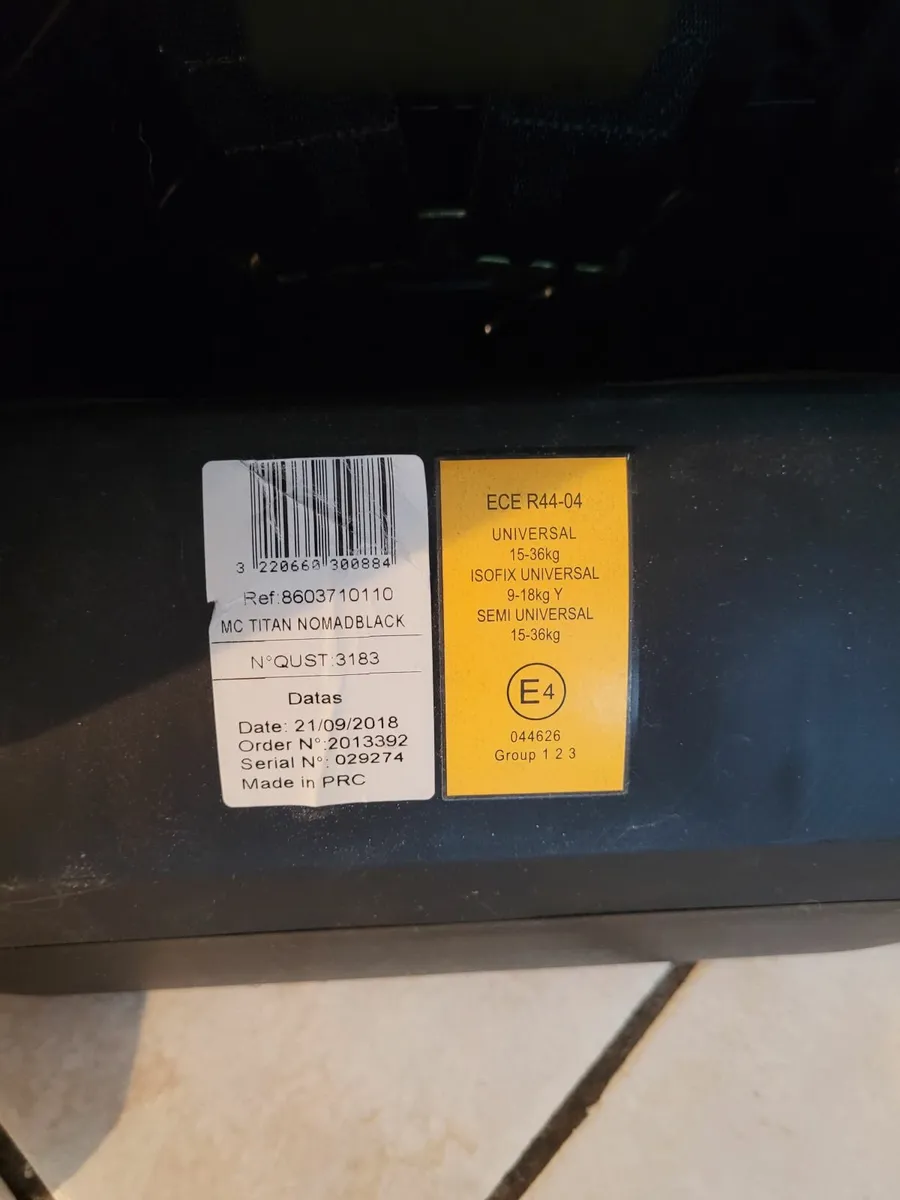 3 220660 300884
Ref:8603710110
MC TITAN NOMADBLACK
N°QUST:3183
Datas
Date: 21/09/2018
Order N°:2013392
Serial N°: 029274
Made in PRC
ECE R44-04
UNIVERSAL
15-36kg
ISOFIX UNIVERSAL
9-18kg Y
SEMI UNIVERSAL
15-36kg
E4
044626
Group 1 2 3